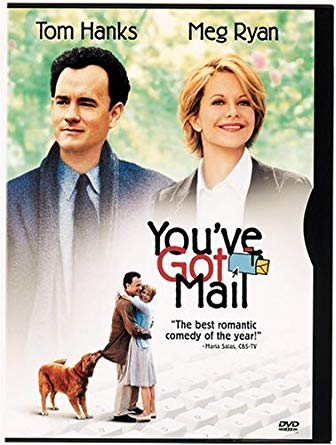 Tom Hanks Meg Ryan
You've
Got
Mail
"The best romantic
comedy of the year!"
-Maria Salas, CBS-TV
DVD